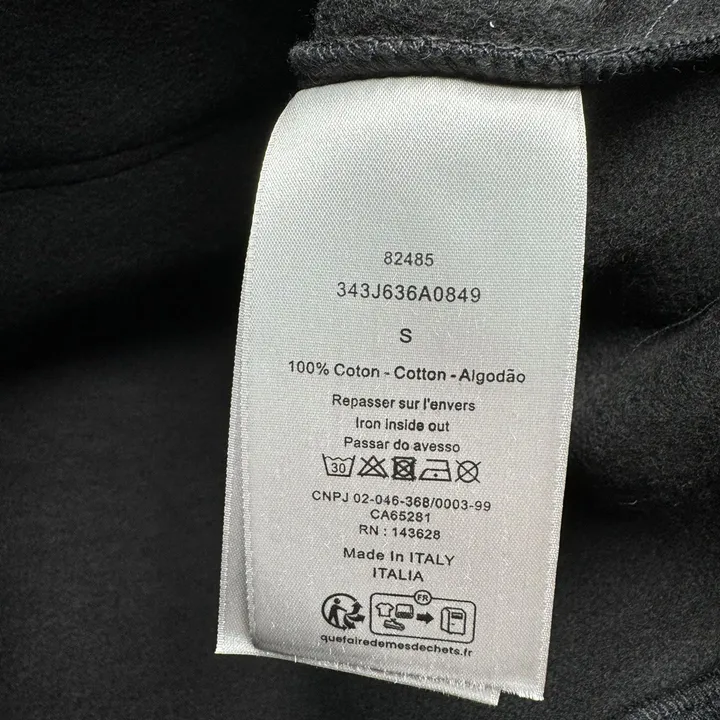 82485
343J636A0849
S
100% Coton - Cotton - Algodão
Repasser sur l'envers
Iron inside out
Passar do avesso
30
CNPJ 02-046-368/0003-99
CA65281
RN : 143628
Made In ITALY
ITALIA
FR
quefairedemesdechets.fr